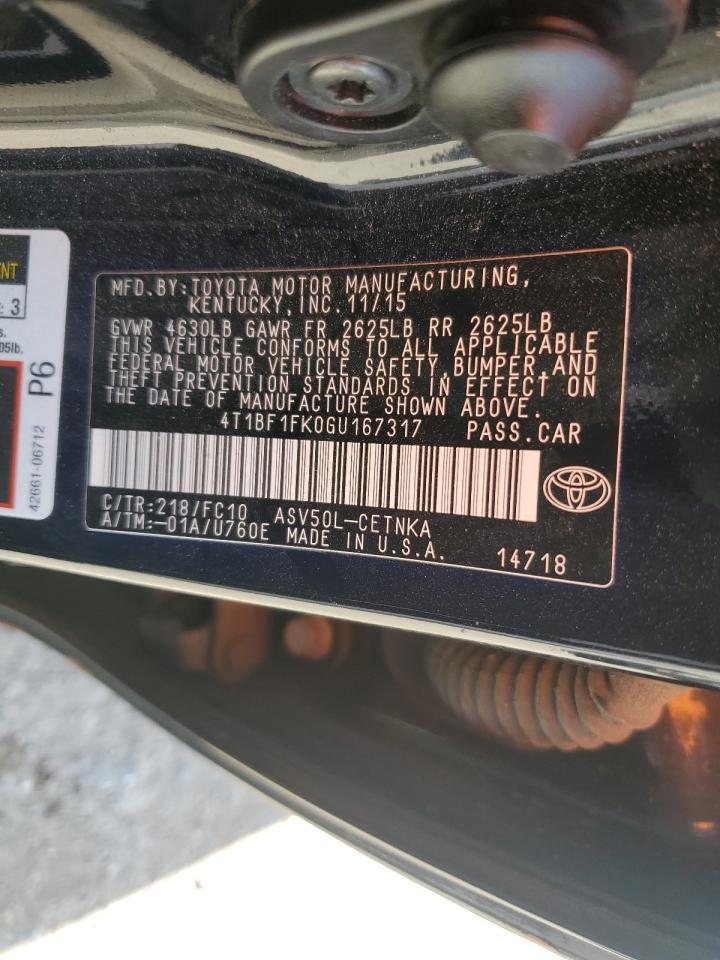 NT
: 3
s.
05lb.
P6
42661-06712
MFD.BY:TOYOTA MOTOR MANUFACTURING,
KENTUCKY,INC.11/15
GVWR 4630LB GAWR FR 2625LB RR 2625LB
THIS VEHICLE CONFORMS TO ALL APPLICABLE
FEDERAL MOTOR VEHICLE SAFETY,BUMPER,AND
THEFT PREVENTION STANDARDS IN EFFECT ON
THE DATE OF MANUFACTURE SHOWN ABOVE.
4T1BF1FK0GU167317 PASS.CAR
C/TR:218/FC10 ASV50L-CETNKA
A/TM:-01A/U760E MADE IN U.S.A. 14718